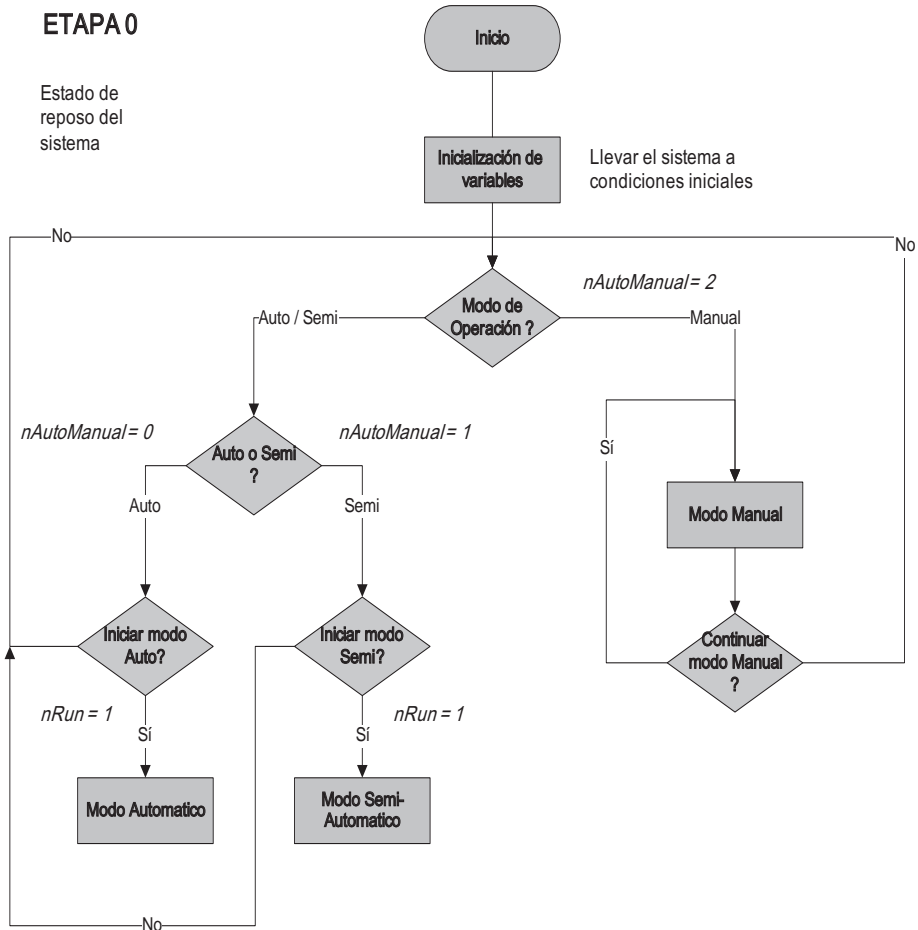 ETAPA 0
Inicio
Estado de
reposo del
sistema
Inicialización de
variables
Llevar el sistema a
condiciones iniciales
No
No
nAutoManual = 2
Modo de
Operación ?
Auto / Semi
Manual
nAutoManual = 0
nAutoManual = 1
Auto o Semi
?
Sí
Auto
Semi
Modo Manual
Iniciar modo
Auto?
Iniciar modo
Semi?
Continuar
modo Manual
?
nRun = 1
nRun = 1
Sí
Sí
Modo Automatico
Modo Semi-
Automatico
No